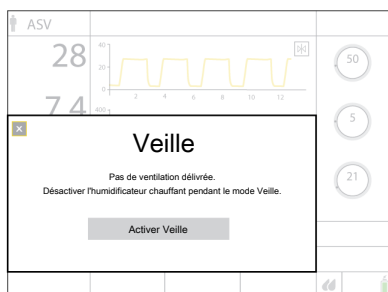 ASV
28
40
20
0
2 4 6 8 10 12
50
7.4
400
5
x
Veille
Pas de ventilation délivrée.
Désactiver l'humidificateur chauffant pendant le mode Veille.
21
Activer Veille